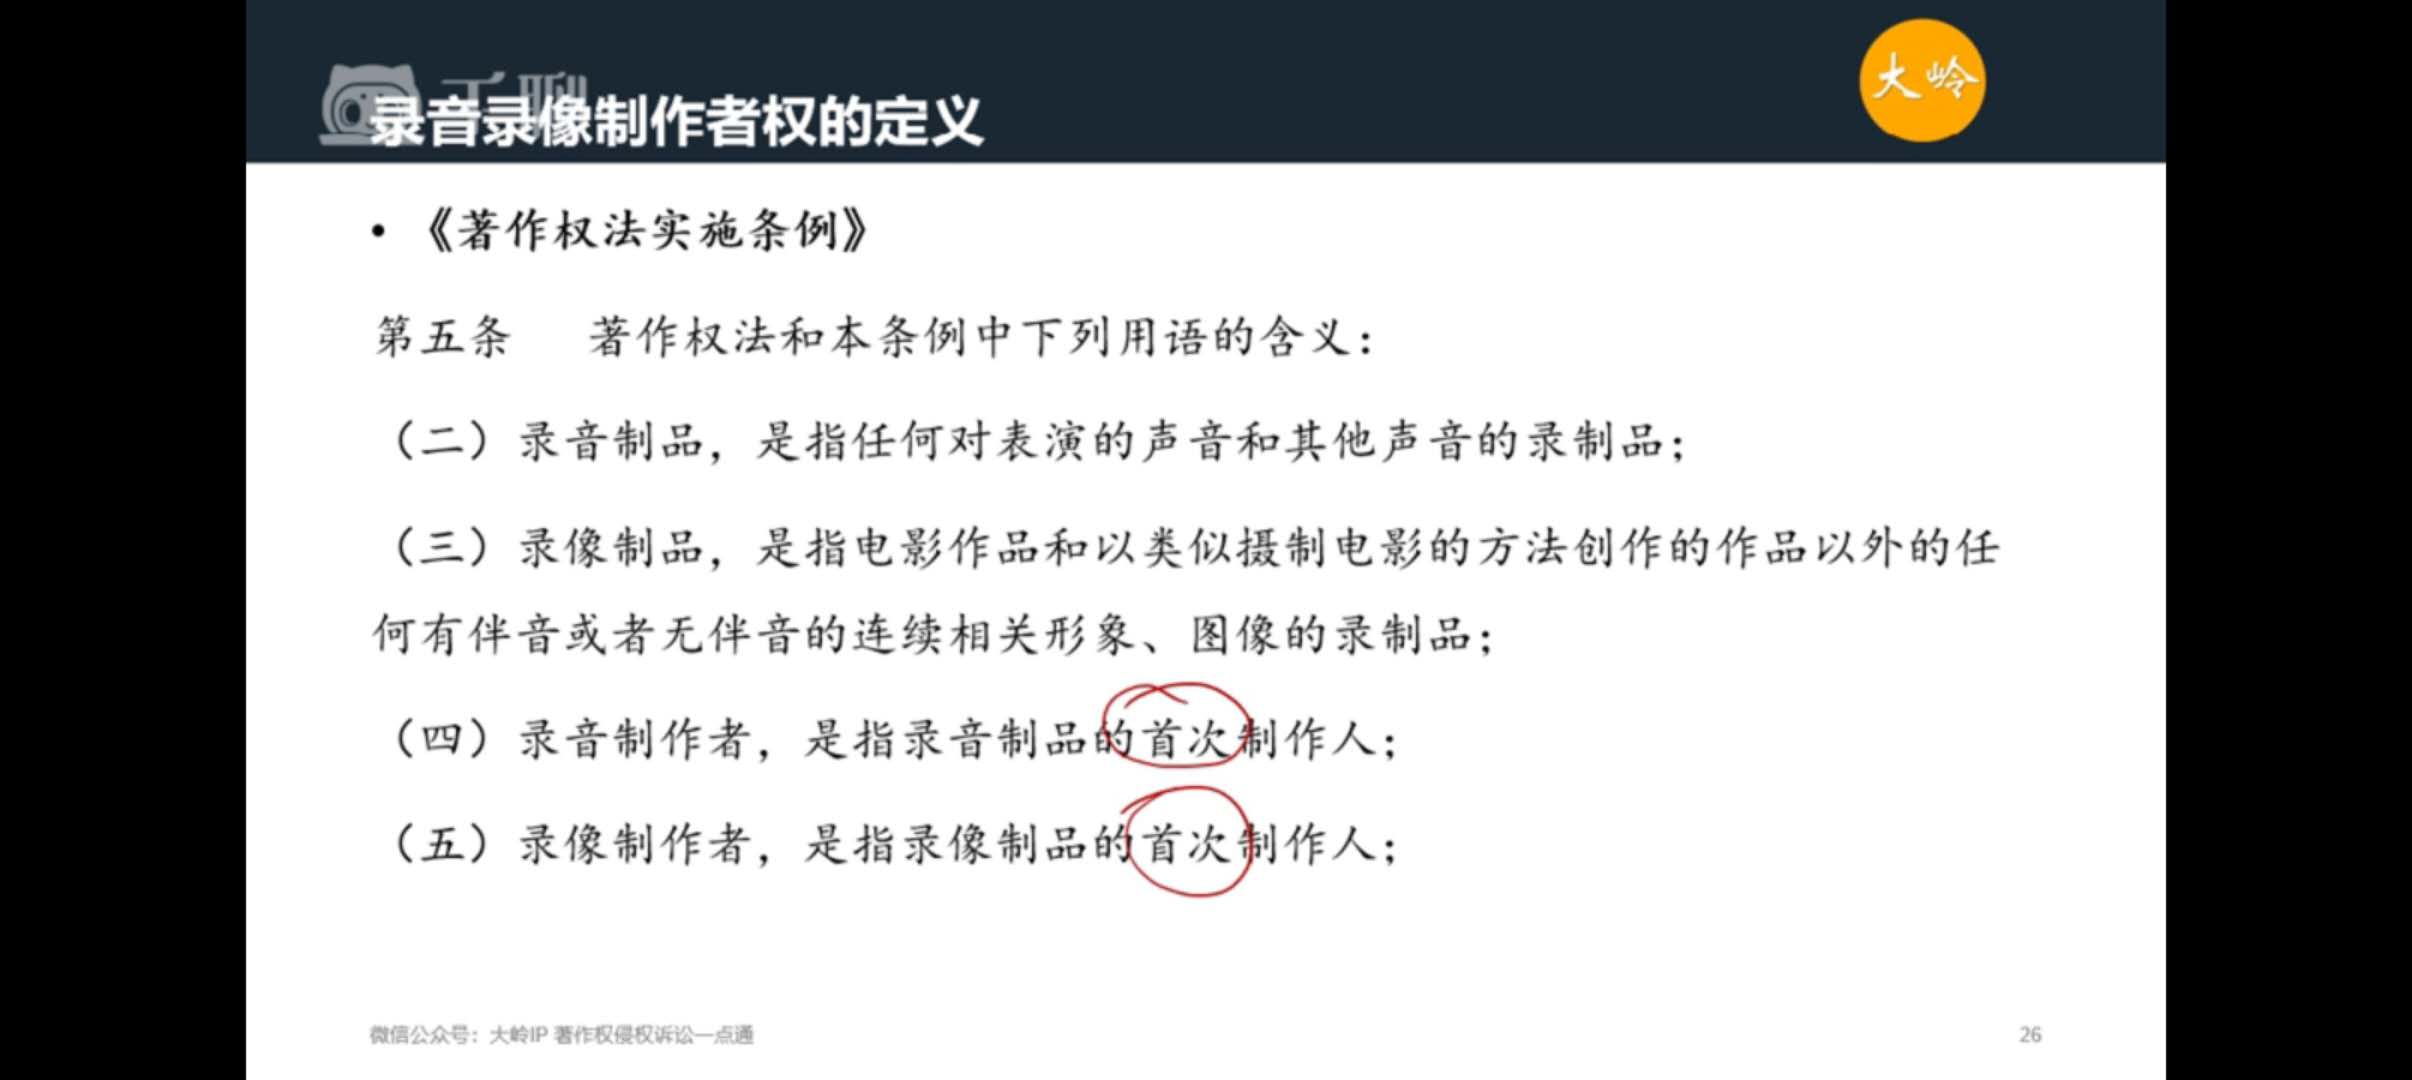 千聊
大岭
录音录像制作者权的定义
• 《著作权法实施条例》
第五条 著作权法和本条例中下列用语的含义：
（二）录音制品，是指任何对表演的声音和其他声音的录制品；
（三）录像制品，是指电影作品和以类似摄制电影的方法创作的作品以外的任
何有伴音或者无伴音的连续相关形象、图像的录制品；
（四）录音制作者，是指录音制品的首次制作人；
（五）录像制作者，是指录像制品的首次制作人；
微信公众号：大岭IP 著作权侵权诉讼一点通
26